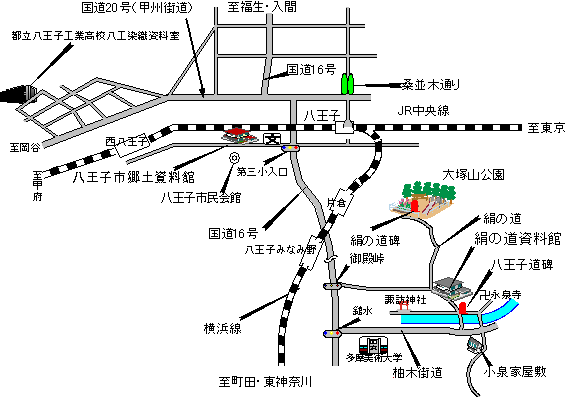 国道20号(甲州街道)
至福生・入間
都立八王子工業高校八工染織資料室
国道16号
桑並木通り
八王子
JR中央線
至東京
至岡谷
西八王子
至甲府
八王子市郷土資料館
第三小入口
八王子市民会館
大塚山公園
片倉
絹の道
国道16号
絹の道碑
絹の道資料館
八王子みなみ野
御殿峠
八王子道碑
諏訪神社
卍永泉寺
横浜線
鑓水
多摩美術大学
柚木街道
小泉家屋敷
至町田・東神奈川